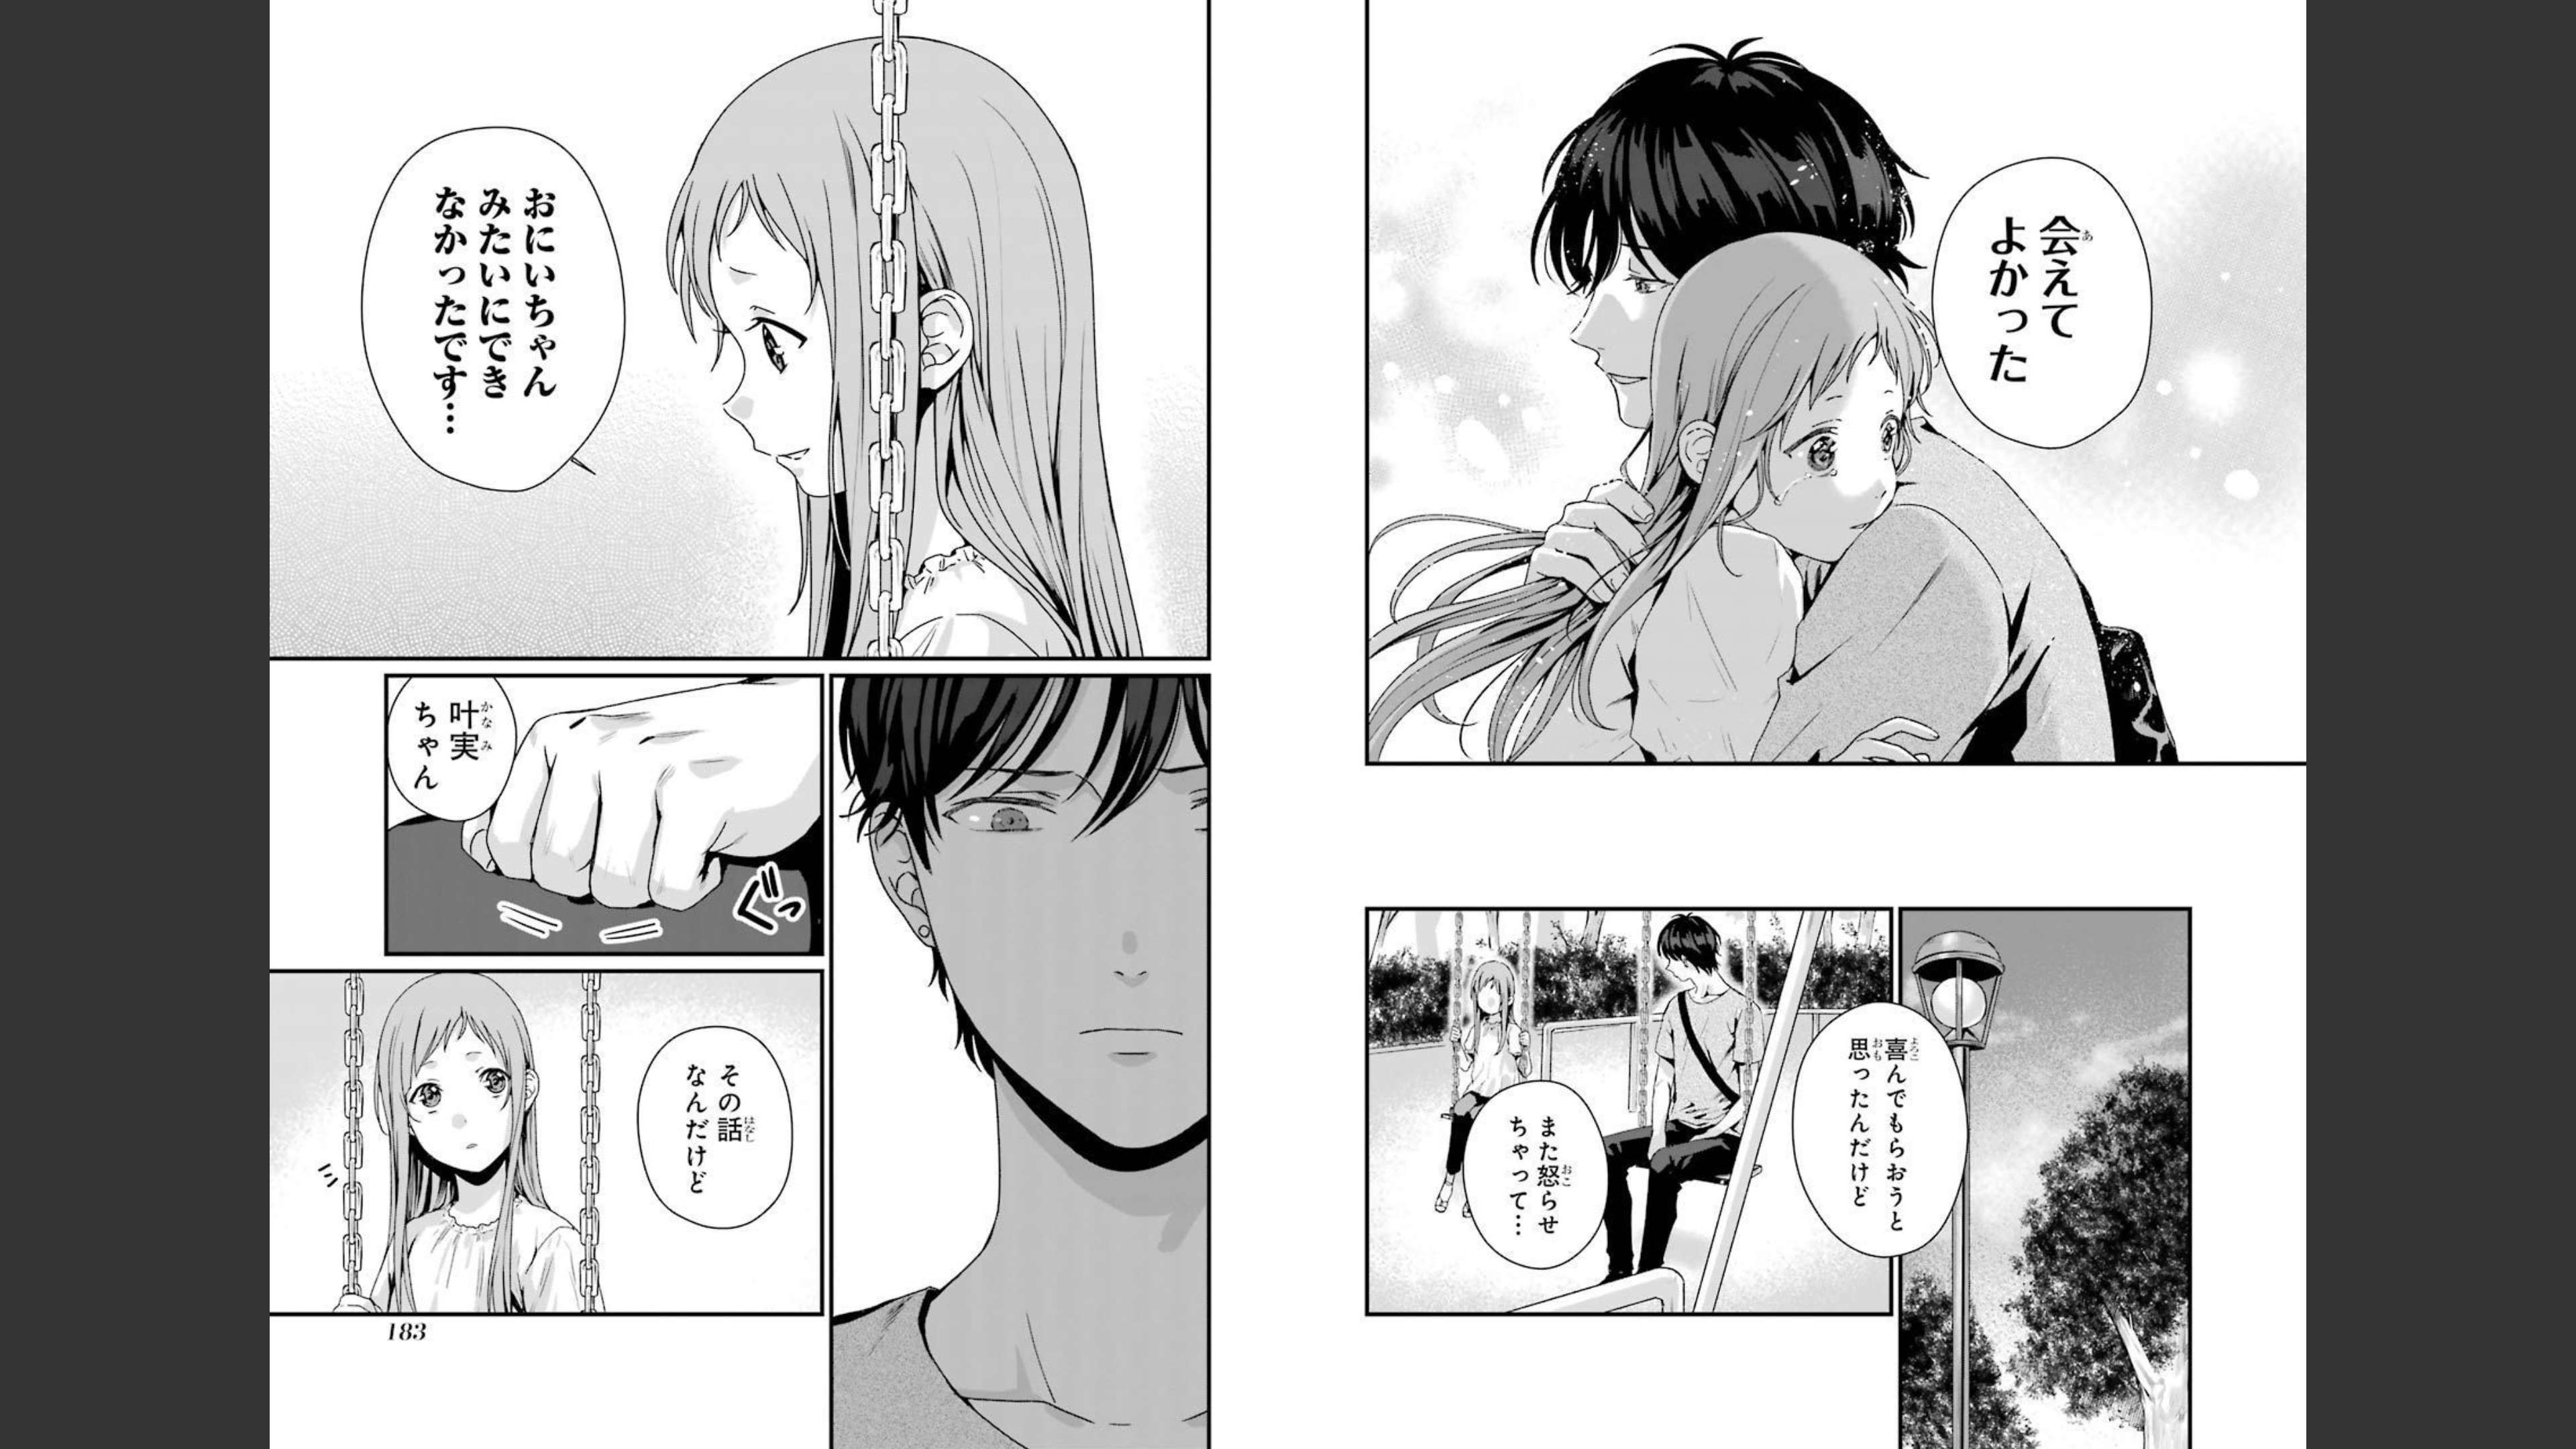 会えて
よかった
喜んでもらおうと
思ったんだけど
また怒らせ
ちゃって…
おにいちゃん
みたいにでき
なかったです…
叶実
ちゃん
ぐっ
その話
なんだけど
183